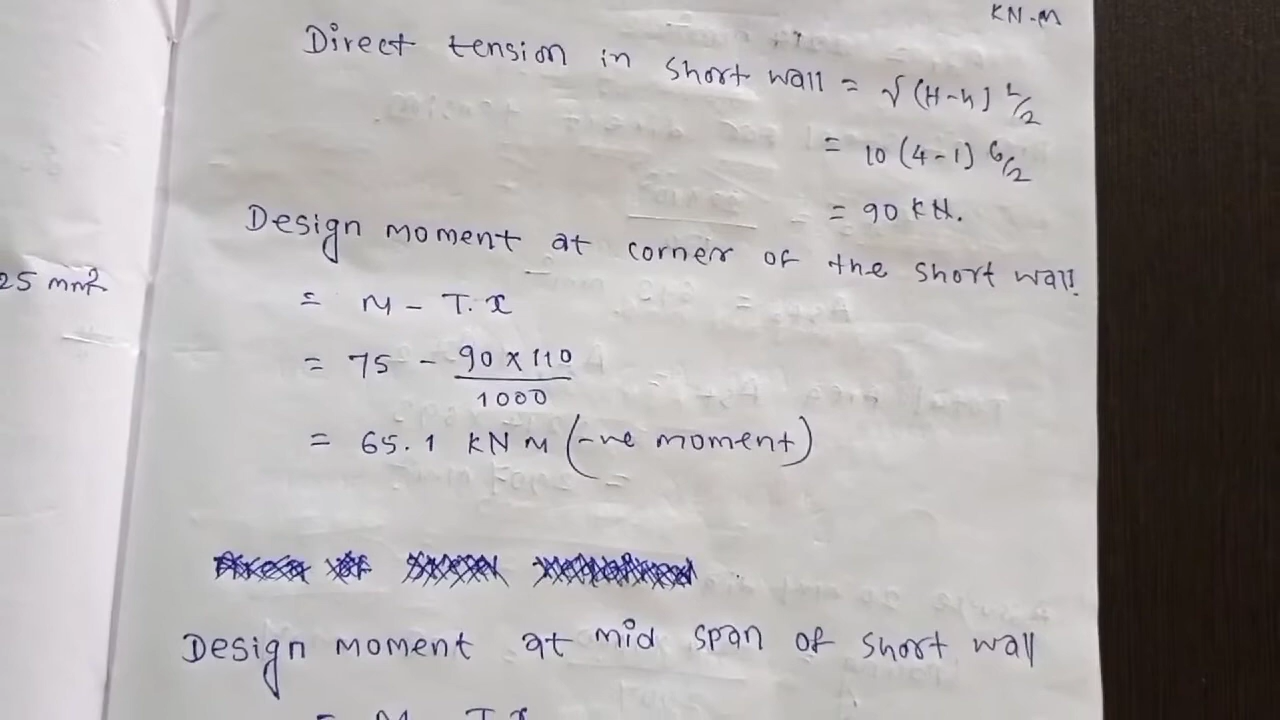 KN-M
Direct tension in short wall = √(H-h) L/2
= 10 (4-1) 6/2
= 90 KN.
Design moment at corner of the short wall.
25 mm²
= M - T.x
= 75 - 90 x 110
1000
= 65.1 KN M (-ve moment)
Design moment at mid span of short wall
= M T.x